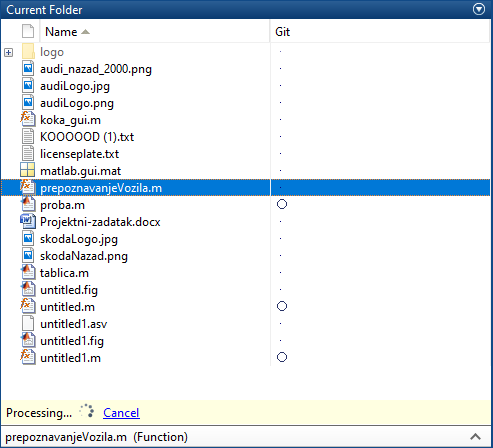 Current Folder
Name Git
logo
audi_nazad_2000.png
audiLogo.jpg
audiLogo.png
koka_gui.m
KOOOOOD (1).txt
licenseplate.txt
matlab.gui.mat
prepoznavanjeVozila.m
proba.m
Projektni-zadatak.docx
skodaLogo.jpg
skodaNazad.png
tablica.m
untitled.fig
untitled.m
untitled1.asv
untitled1.fig
untitled1.m
Processing... Cancel
prepoznavanjeVozila.m (Function)